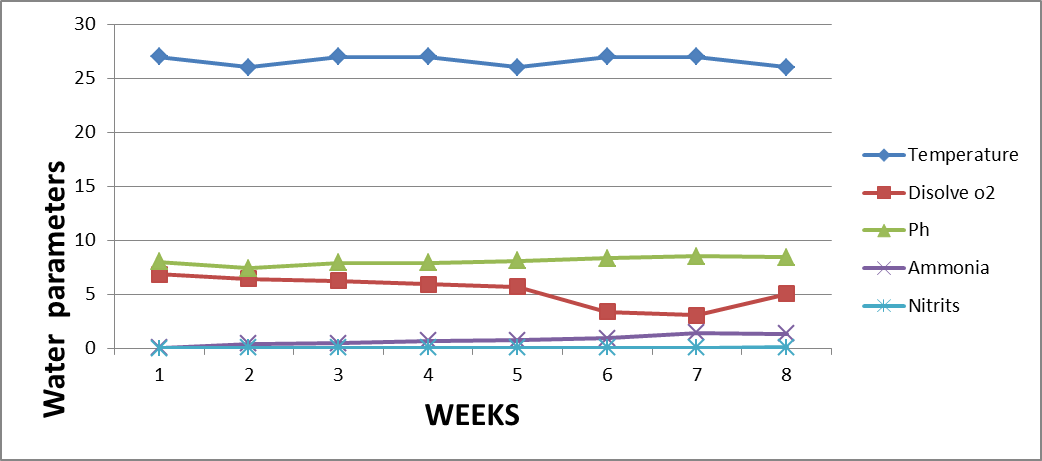 30
25
20
15
10
5
0
Water parameters
1 2 3 4 5 6 7 8
WEEKS
Temperature
Disolve o2
Ph
Ammonia
Nitrits